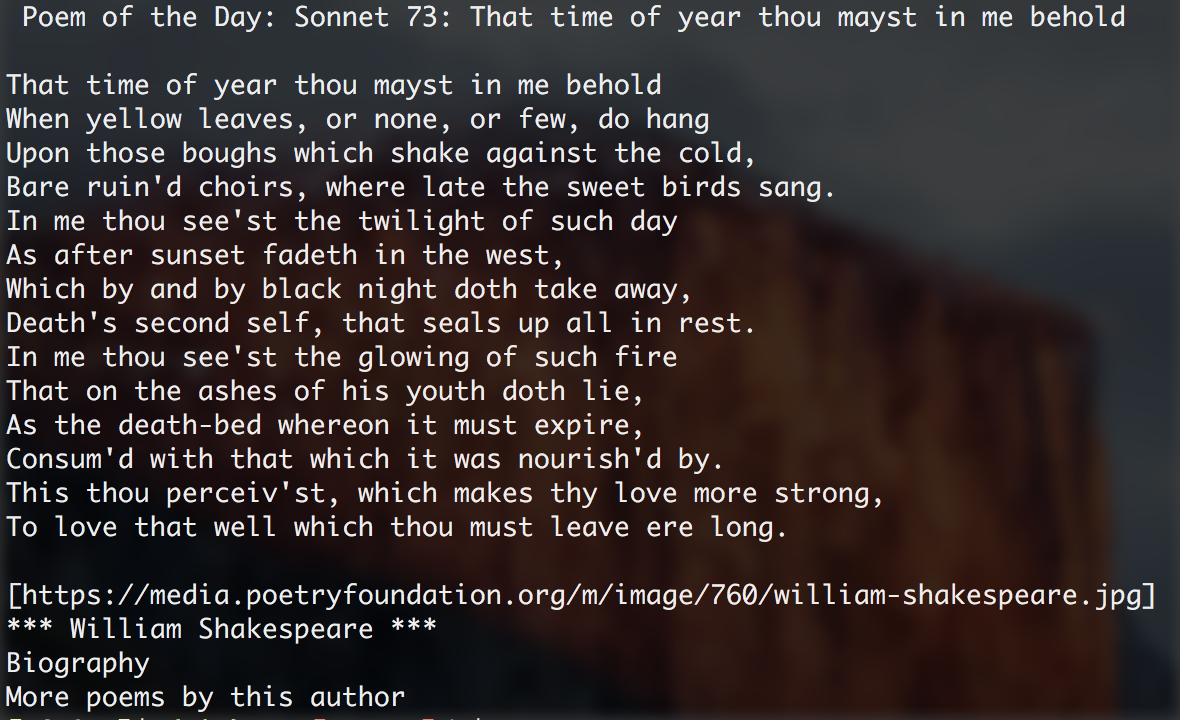 Poem of the Day: Sonnet 73: That time of year thou mayst in me behold
That time of year thou mayst in me behold
When yellow leaves, or none, or few, do hang
Upon those boughs which shake against the cold,
Bare ruin'd choirs, where late the sweet birds sang.
In me thou see'st the twilight of such day
As after sunset fadeth in the west,
Which by and by black night doth take away,
Death's second self, that seals up all in rest.
In me thou see'st the glowing of such fire
That on the ashes of his youth doth lie,
As the death-bed whereon it must expire,
Consum'd with that which it was nourish'd by.
This thou perceiv'st, which makes thy love more strong,
To love that well which thou must leave ere long.
[https://media.poetryfoundation.org/m/image/760/william-shakespeare.jpg]
*** William Shakespeare ***
Biography
More poems by this author